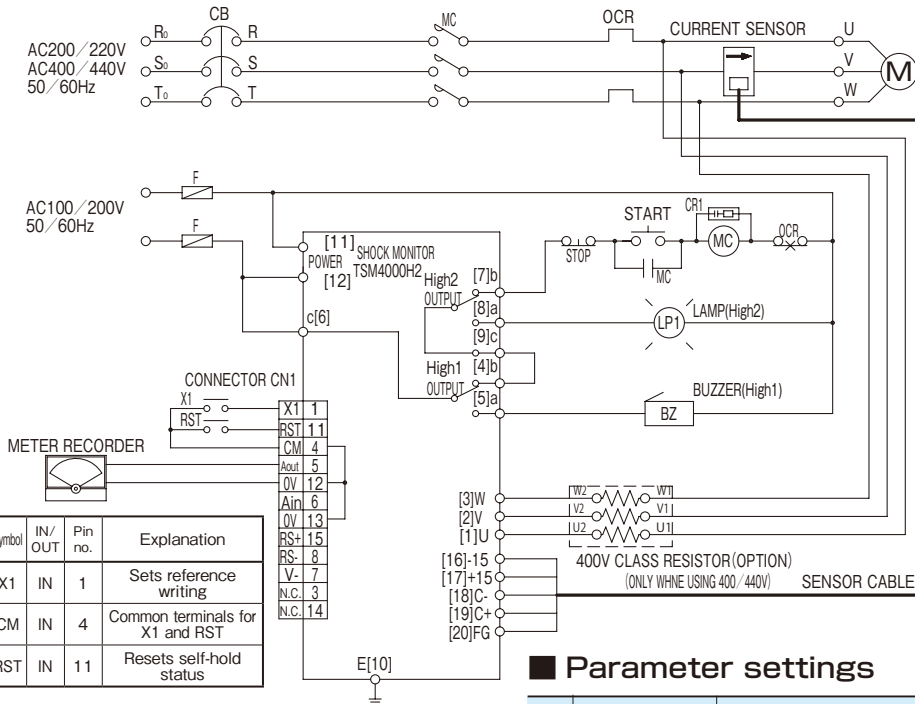 CB
MC
OCR
CURRENT SENSOR
AC200/220V
AC400/440V
50/60Hz
R0
R
U
S0
S
V
T0
T
W
M
AC100/200V
50/60Hz
F
F
[11]
POWER
[12]
SHOCK MONITOR
TSM4000H2
c[6]
High2
OUTPUT
[7]b
[8]a
[9]c
High1
OUTPUT
[4]b
[5]a
STOP
START
MC
CR1
MC
OCR
LP1
LAMP(High2)
BZ
BUZZER(High1)
CONNECTOR CN1
X1
RST
METER RECORDER
X1 1
RST 11
CM 4
Aout 5
0V 12
Ain 6
0V 13
RS+ 15
RS- 8
V- 7
N.C. 3
N.C. 14
[3]W
[2]V
[1]U
W2 W1
V2 V1
U2 U1
400V CLASS RESISTOR(OPTION)
(ONLY WHNE USING 400/440V)
SENSOR CABLE
[16]-15
[17]+15
[18]C-
[19]C+
[20]FG
E[10]
ymbol IN/OUT Pin no. Explanation
X1 IN 1 Sets reference writing
CM IN 4 Common terminals for X1 and RST
RST IN 11 Resets self-hold status
■ Parameter settings